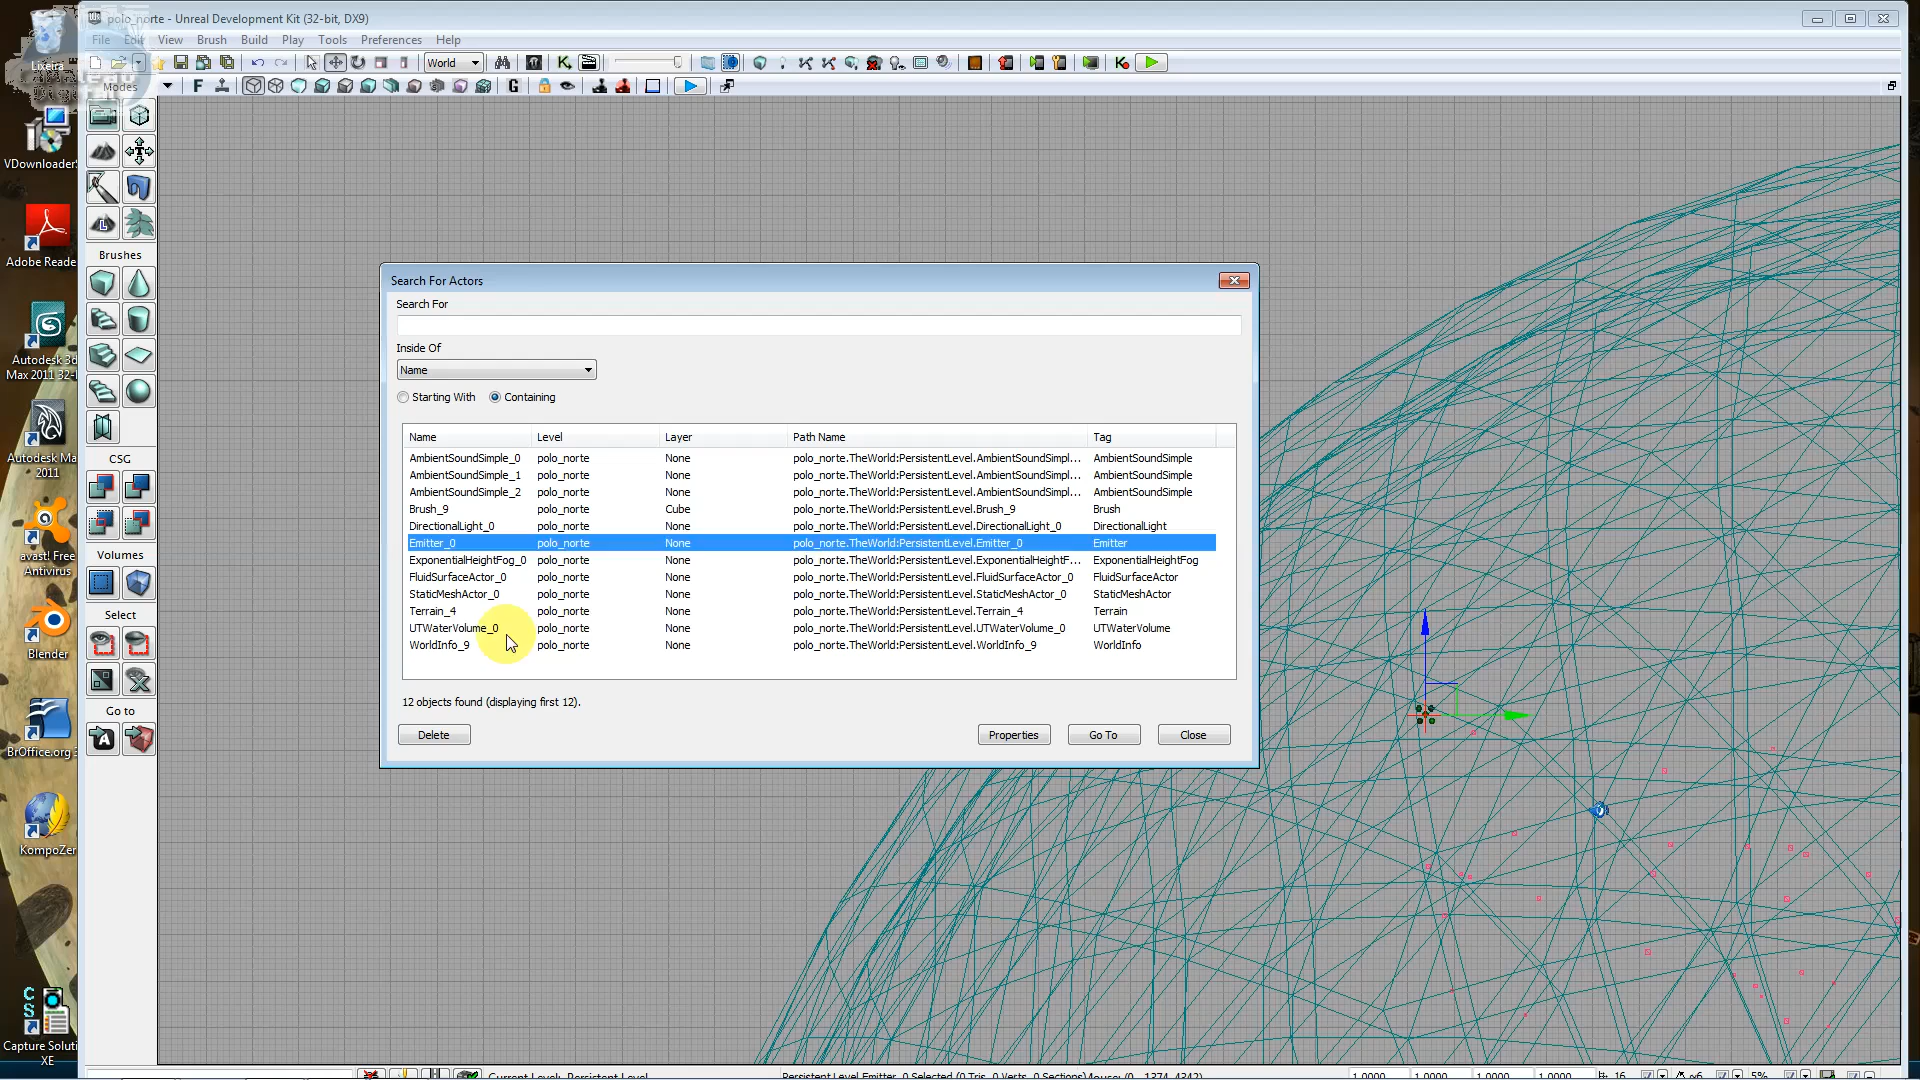 polo_norte - Unreal Development Kit (32-bit, DX9)
File Edit View Brush Build Play Tools Preferences Help
World
Modes
Lixeira
VDownloader
Adobe Reade
Autodesk 3d
Max 2011 32-
Autodesk Ma
2011
avast! Free
Antivirus
Blender
BrOffice.org 3
KompoZer
Capture Soluti
XE
Brushes
CSG
Volumes
Select
Go to
Search For Actors
Search For
Inside Of
Name
Starting With Containing
Name Level Layer Path Name Tag
AmbientSoundSimple_0 polo_norte None polo_norte.TheWorld:PersistentLevel.AmbientSoundSimpl... AmbientSoundSimple
AmbientSoundSimple_1 polo_norte None polo_norte.TheWorld:PersistentLevel.AmbientSoundSimpl... AmbientSoundSimple
AmbientSoundSimple_2 polo_norte None polo_norte.TheWorld:PersistentLevel.AmbientSoundSimpl... AmbientSoundSimple
Brush_9 polo_norte Cube polo_norte.TheWorld:PersistentLevel.Brush_9 Brush
DirectionalLight_0 polo_norte None polo_norte.TheWorld:PersistentLevel.DirectionalLight_0 DirectionalLight
Emitter_0 polo_norte None polo_norte.TheWorld:PersistentLevel.Emitter_0 Emitter
ExponentialHeightFog_0 polo_norte None polo_norte.TheWorld:PersistentLevel.ExponentialHeightF... ExponentialHeightFog
FluidSurfaceActor_0 polo_norte None polo_norte.TheWorld:PersistentLevel.FluidSurfaceActor_0 FluidSurfaceActor
StaticMeshActor_0 polo_norte None polo_norte.TheWorld:PersistentLevel.StaticMeshActor_0 StaticMeshActor
Terrain_4 polo_norte None polo_norte.TheWorld:PersistentLevel.Terrain_4 Terrain
UTWaterVolume_0 polo_norte None polo_norte.TheWorld:PersistentLevel.UTWaterVolume_0 UTWaterVolume
WorldInfo_9 polo_norte None polo_norte.TheWorld:PersistentLevel.WorldInfo_9 WorldInfo
12 objects found (displaying first 12).
Delete Properties Go To Close